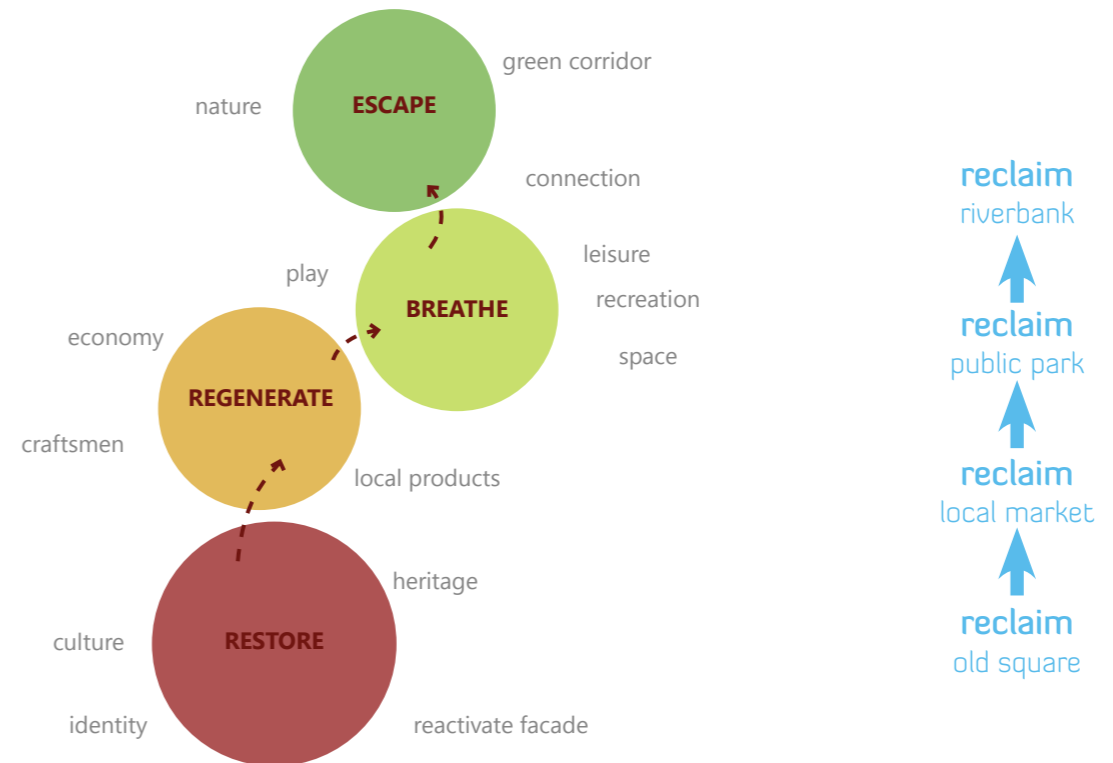 green corridor
nature
ESCAPE
connection
leisure
play
recreation
BREATHE
economy
space
REGENERATE
craftsmen
local products
heritage
culture
RESTORE
identity
reactivate facade
reclaim
riverbank
reclaim
public park
reclaim
local market
reclaim
old square